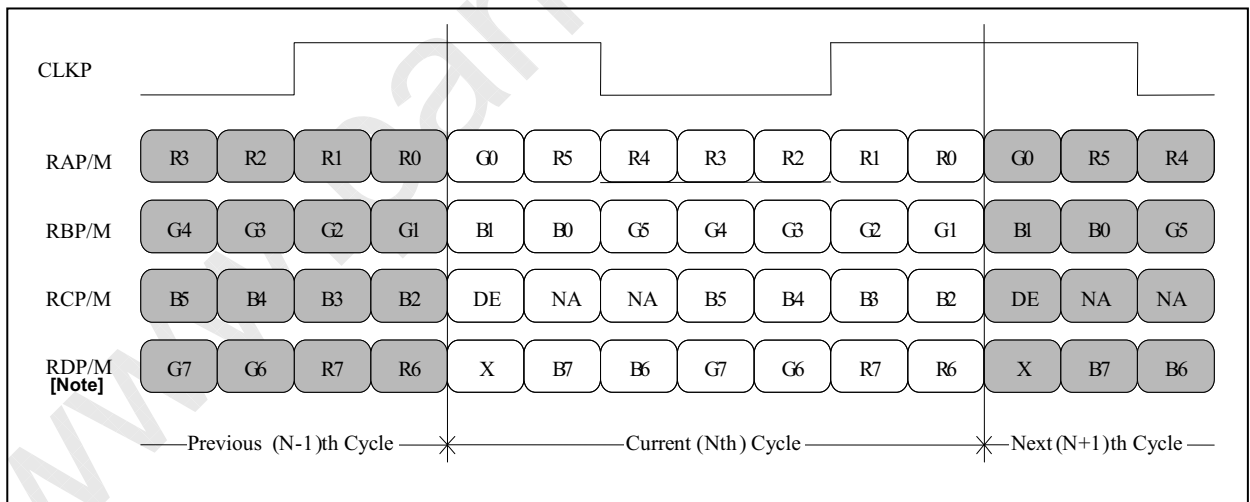 CLKP
RAP/M R3 R2 R1 R0 G0 R5 R4 R3 R2 R1 R0 G0 R5 R4
RBP/M G4 G3 G2 G1 B1 B0 G5 G4 G3 G2 G1 B1 B0 G5
RCP/M B5 B4 B3 B2 DE NA NA B5 B4 B3 B2 DE NA NA
RDP/M G7 G6 R7 R6 X B7 B6 G7 G6 R7 R6 X B7 B6
[Note]
Previous (N-1)th Cycle Current (Nth) Cycle Next (N+1)th Cycle